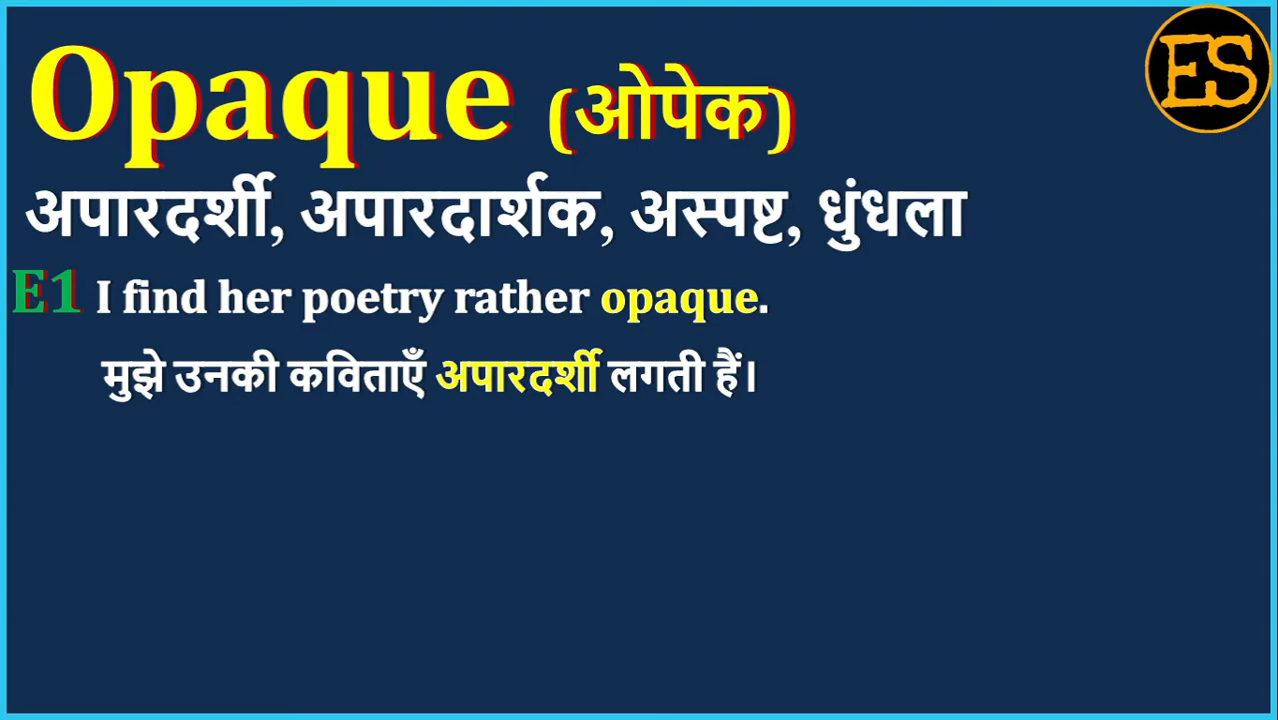 Opaque (ओपेक)
ES
अपारदर्शी, अपारदार्शक, अस्पष्ट, धुंधला
E1 I find her poetry rather opaque.
मुझे उनकी कविताएँ अपारदर्शी लगती हैं।